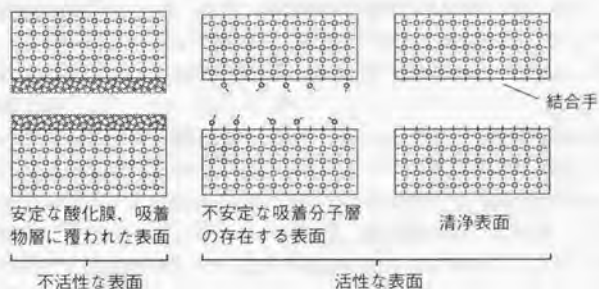 結合手
安定な酸化膜、吸着
物層に覆われた表面
不安定な吸着分子層
の存在する表面
清浄表面
不活性な表面
活性な表面